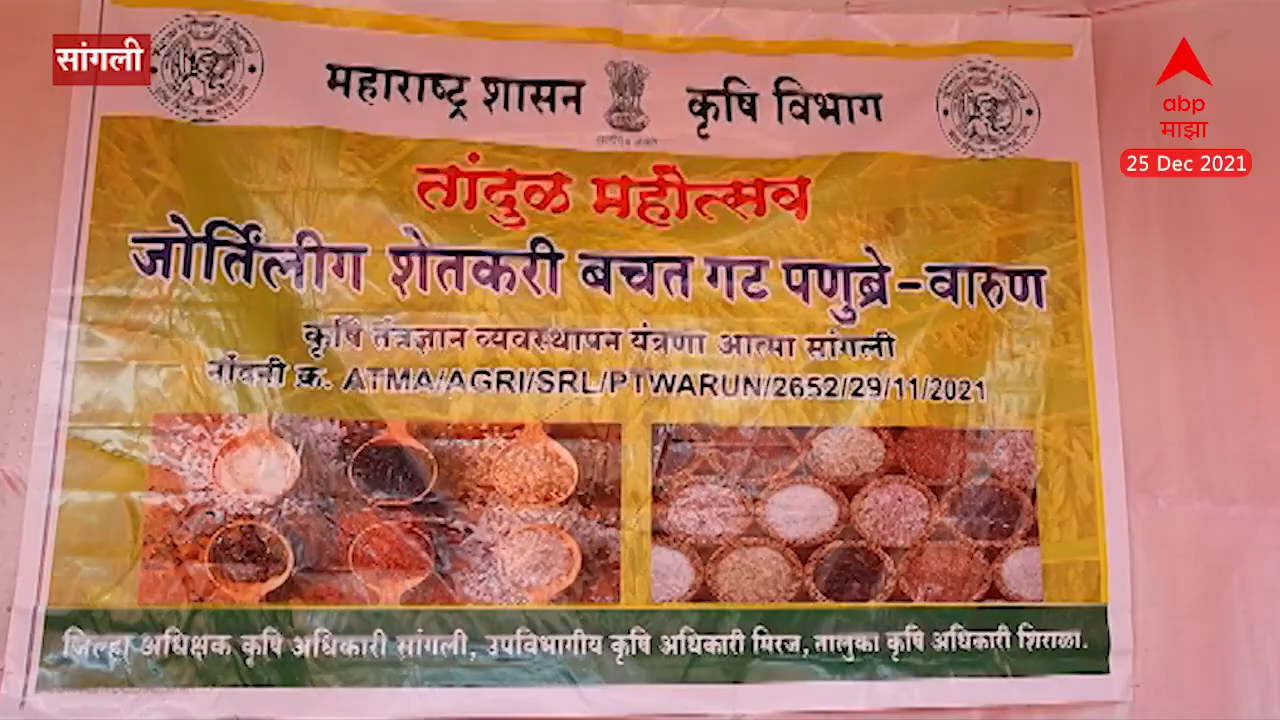 सांगली
महाराष्ट्र शासन कृषि विभाग
abp
माझा
25 Dec 2021
तांदुळ महोत्सव
जोर्तिंलीग शेतकरी बचत गट पणुब्रे-वारुण
कृषि तंत्रज्ञान व्यवस्थापन यंत्रणा आत्मा सांगली
नोंदनी क्र. ATMA/AGRI/SRL/PTWARUN/2652/29/11/2021
जिल्हा अधिक्षक कृषि अधिकारी सांगली, उपविभागीय कृषि अधिकारी मिरज, तालुका कृषि अधिकारी शिराळा.